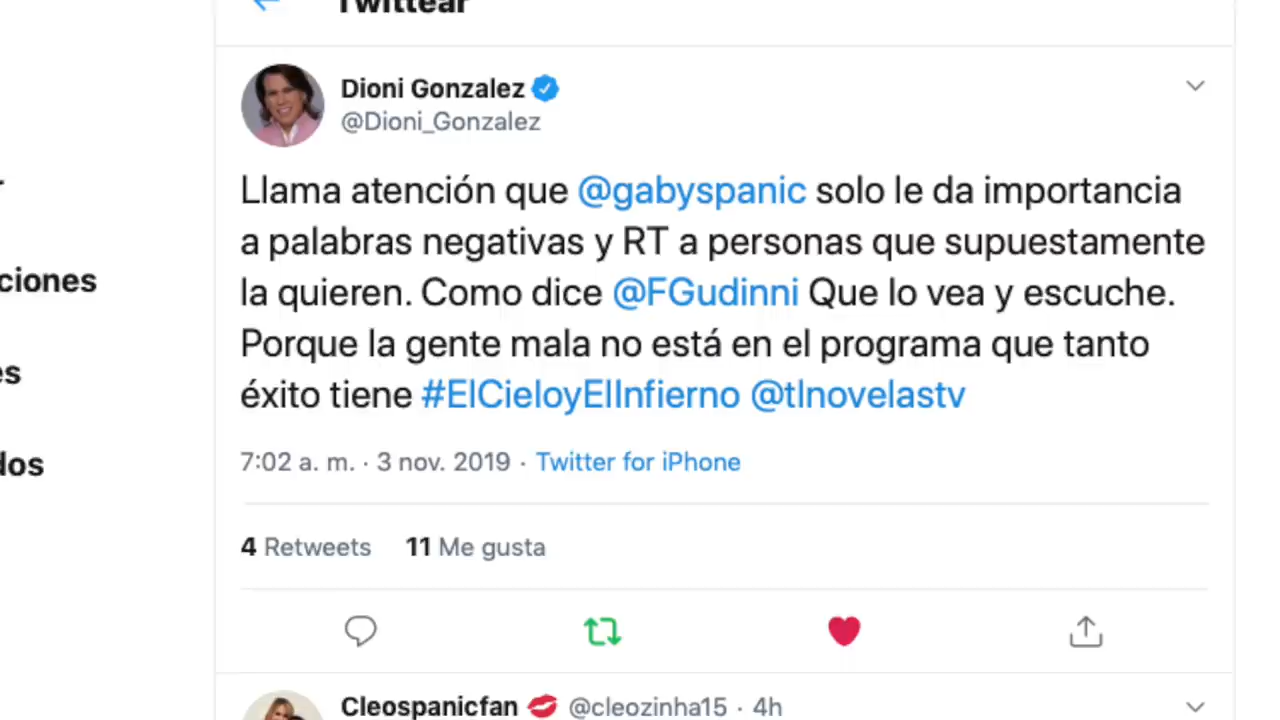 Twittear
Dioni Gonzalez
@Dioni_Gonzalez
Llama atención que @gabyspanic solo le da importancia
a palabras negativas y RT a personas que supuestamente
la quieren. Como dice @FGudinni Que lo vea y escuche.
Porque la gente mala no está en el programa que tanto
éxito tiene #ElCieloyElInfierno @tlnovelastv
7:02 a. m. · 3 nov. 2019 · Twitter for iPhone
4 Retweets 11 Me gusta
Cleospanicfan 💋 @cleozinha15 · 4h
ciones
es
dos